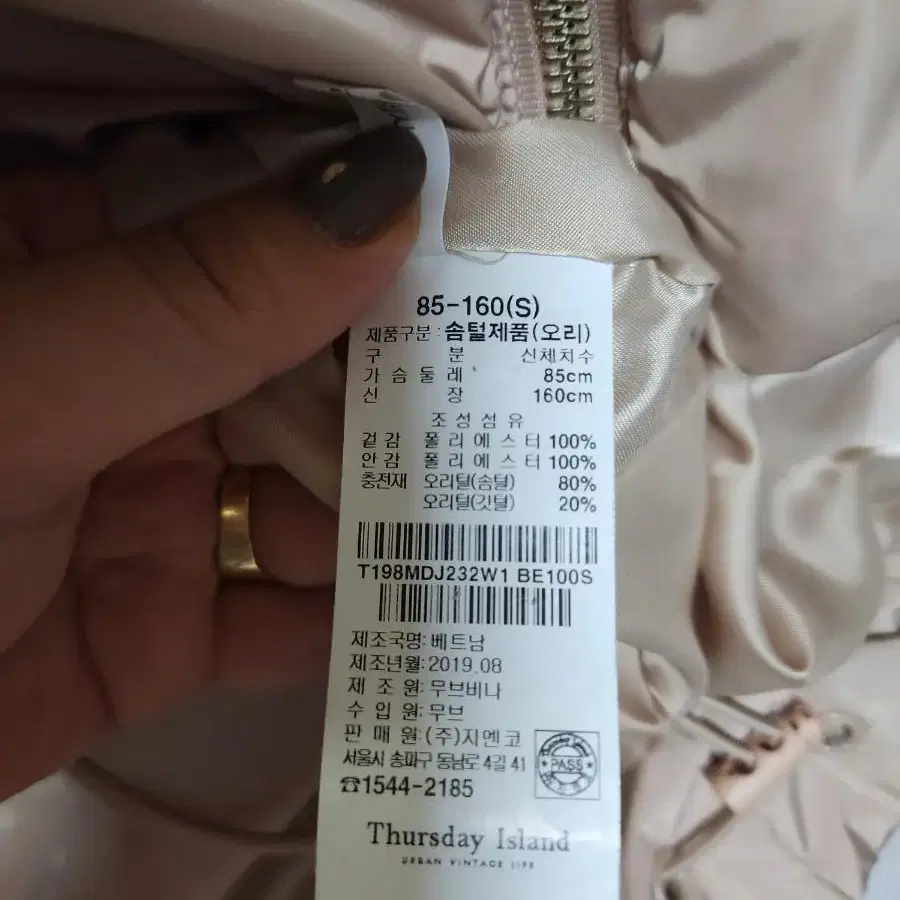 85-160(S)
제품구분 : 솜털제품(오리)
구 분 신체치수
가슴둘레 85cm
신 장 160cm
조성섬유
겉감 폴리에스터 100%
안감 폴리에스터 100%
충전재 오리털(솜털) 80%
오리털(깃털) 20%
T198MDJ232W1 BE100S
제조국명: 베트남
제조년월: 2019.08
제 조 원: 무브비나
수 입 원: 무브
판 매 원: (주)지엔코
서울시 송파구 동남로 4길 41
☎1544-2185
PASS
Thursday Island
URBAN VINTAGE LIFE